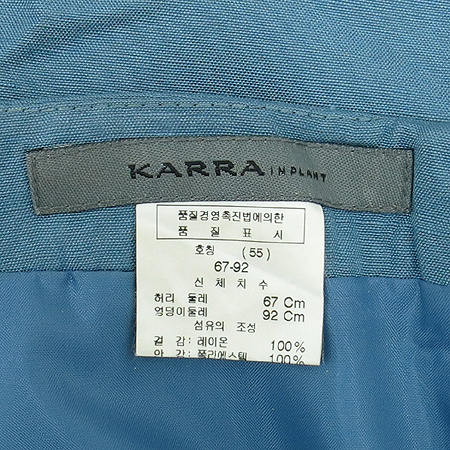 KARRA IN PLANT
품질경영촉진법에의한
품 질 표 시
호칭 (55)
67-92
신 체 치 수
허리 둘레 67 Cm
엉덩이둘레 92 Cm
섬유의 조성
겉 감: 레이온 100%
안 감: 폴리에스텔 100%